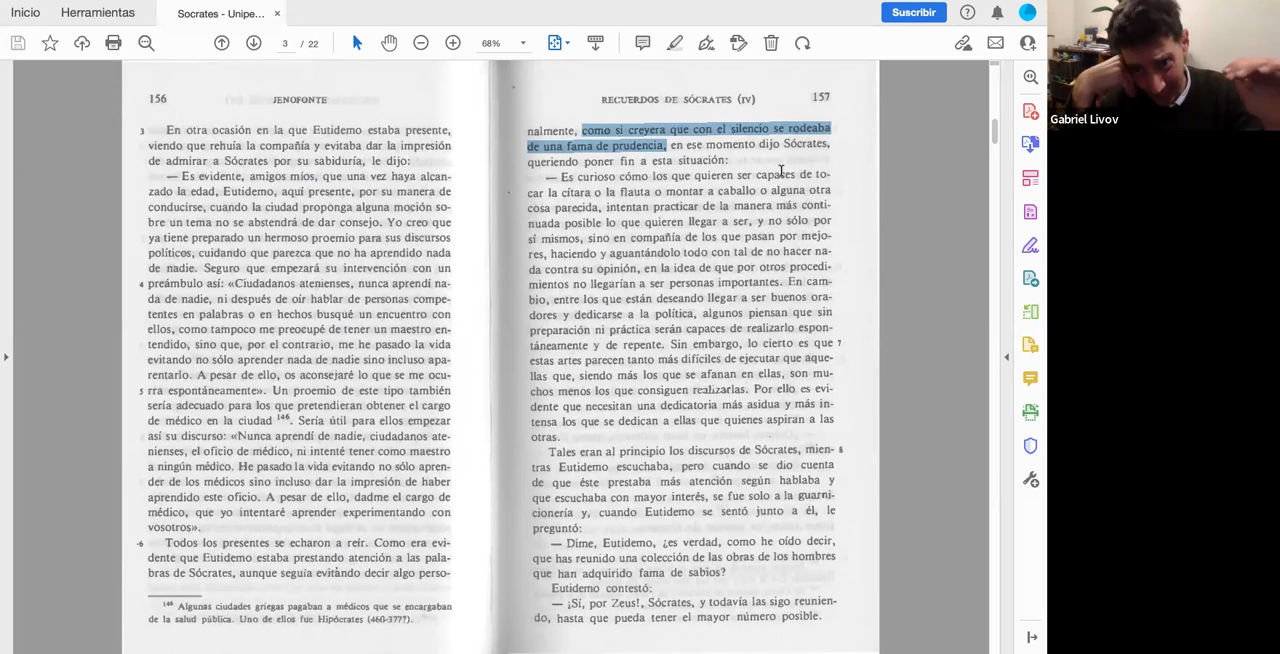 Inicio
Herramientas
Socrates - Unipe...
×
Suscribir
3 / 22
68%
Gabriel Livov
156
JENOFONTE
3 En otra ocasión en la que Eutidemo estaba presente,
viendo que rehuía la compañía y evitaba dar la impresión
de admirar a Sócrates por su sabiduría, le dijo:
— Es evidente, amigos míos, que una vez haya alcan-
zado la edad, Eutidemo, aquí presente, por su manera de
conducirse, cuando la ciudad proponga alguna moción so-
bre un tema no se abstendrá de dar consejo. Yo creo que
ya tiene preparado un hermoso proemio para sus discursos
políticos, cuidando que parezca que no ha aprendido nada
de nadie. Seguro que empezará su intervención con un
4 preámbulo así: «Ciudadanos atenienses, nunca aprendí na-
da de nadie, ni después de oír hablar de personas compe-
tentes en palabras o en hechos busqué un encuentro con
ellos, como tampoco me preocupé de tener un maestro en-
tendido, sino que, por el contrario, me he pasado la vida
evitando no sólo aprender nada de nadie sino incluso apa-
rentarlo. A pesar de ello, os aconsejaré lo que se me ocu-
5 rra espontáneamente». Un proemio de este tipo también
sería adecuado para los que pretendieran obtener el cargo
de médico en la ciudad 146. Sería útil para ellos empezar
así su discurso: «Nunca aprendí de nadie, ciudadanos ate-
nienses, el oficio de médico, ni intenté tener como maestro
a ningún médico. He pasado la vida evitando no sólo apren-
der de los médicos sino incluso dar la impresión de haber
aprendido este oficio. A pesar de ello, dadme el cargo de
médico, que yo intentaré aprender experimentando con
vosotros».
6 Todos los presentes se echaron a reír. Como era evi-
dente que Eutidemo estaba prestando atención a las pala-
bras de Sócrates, aunque seguía evitando decir algo perso-
146 Algunas ciudades griegas pagaban a médicos que se encargaban
de la salud pública. Uno de ellos fue Hipócrates (460-377?).
RECUERDOS DE SÓCRATES (IV)
157
nalmente, como si creyera que con el silencio se rodeaba
de una fama de prudencia, en ese momento dijo Sócrates,
queriendo poner fin a esta situación:
— Es curioso cómo los que quieren ser capaces de to-
car la cítara o la flauta o montar a caballo o alguna otra
cosa parecida, intentan practicar de la manera más conti-
nuada posible lo que quieren llegar a ser, y no sólo por
sí mismos, sino en compañía de los que pasan por mejo-
res, haciendo y aguantándolo todo con tal de no hacer na-
da contra su opinión, en la idea de que por otros procedi-
mientos no llegarían a ser personas importantes. En cam-
bio, entre los que están deseando llegar a ser buenos ora-
dores y dedicarse a la política, algunos piensan que sin
preparación ni práctica serán capaces de realizarlo espon-
táneamente y de repente. Sin embargo, lo cierto es que 7
estas artes parecen tanto más difíciles de ejecutar que aque-
llas que, siendo más los que se afanan en ellas, son mu-
chos menos los que consiguen realizarlas. Por ello es evi-
dente que necesitan una dedicatoria más asidua y más in-
tensa los que se dedican a ellas que quienes aspiran a las
otras.
Tales eran al principio los discursos de Sócrates, mien- 8
tras Eutidemo escuchaba, pero cuando se dio cuenta
de que éste prestaba más atención según hablaba y
que escuchaba con mayor interés, se fue solo a la guarni-
cionería y, cuando Eutidemo se sentó junto a él, le
preguntó:
— Dime, Eutidemo, ¿es verdad, como he oído decir,
que has reunido una colección de las obras de los hombres
que han adquirido fama de sabios?
Eutidemo contestó:
— ¡Sí, por Zeus!, Sócrates, y todavía las sigo reunien-
do, hasta que pueda tener el mayor número posible.